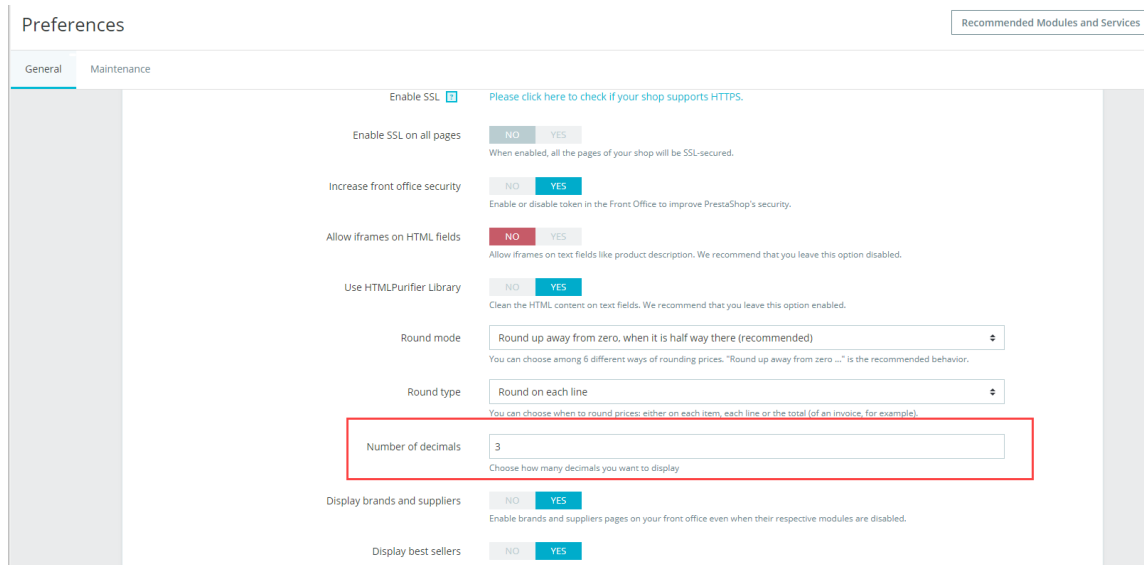 Preferences
Recommended Modules and Services
General Maintenance
Enable SSL ? Please click here to check if your shop supports HTTPS.
Enable SSL on all pages NO YES
When enabled, all the pages of your shop will be SSL-secured.
Increase front office security NO YES
Enable or disable token in the Front Office to improve PrestaShop's security.
Allow iframes on HTML fields NO YES
Allow iframes on text fields like product description. We recommend that you leave this option disabled.
Use HTMLPurifier Library NO YES
Clean the HTML content on text fields. We recommend that you leave this option enabled.
Round mode Round up away from zero, when it is half way there (recommended)
You can choose among 6 different ways of rounding prices. "Round up away from zero ..." is the recommended behavior.
Round type Round on each line
You can choose when to round prices: either on each item, each line or the total (of an invoice, for example).
Number of decimals 3
Choose how many decimals you want to display
Display brands and suppliers NO YES
Enable brands and suppliers pages on your front office even when their respective modules are disabled.
Display best sellers NO YES